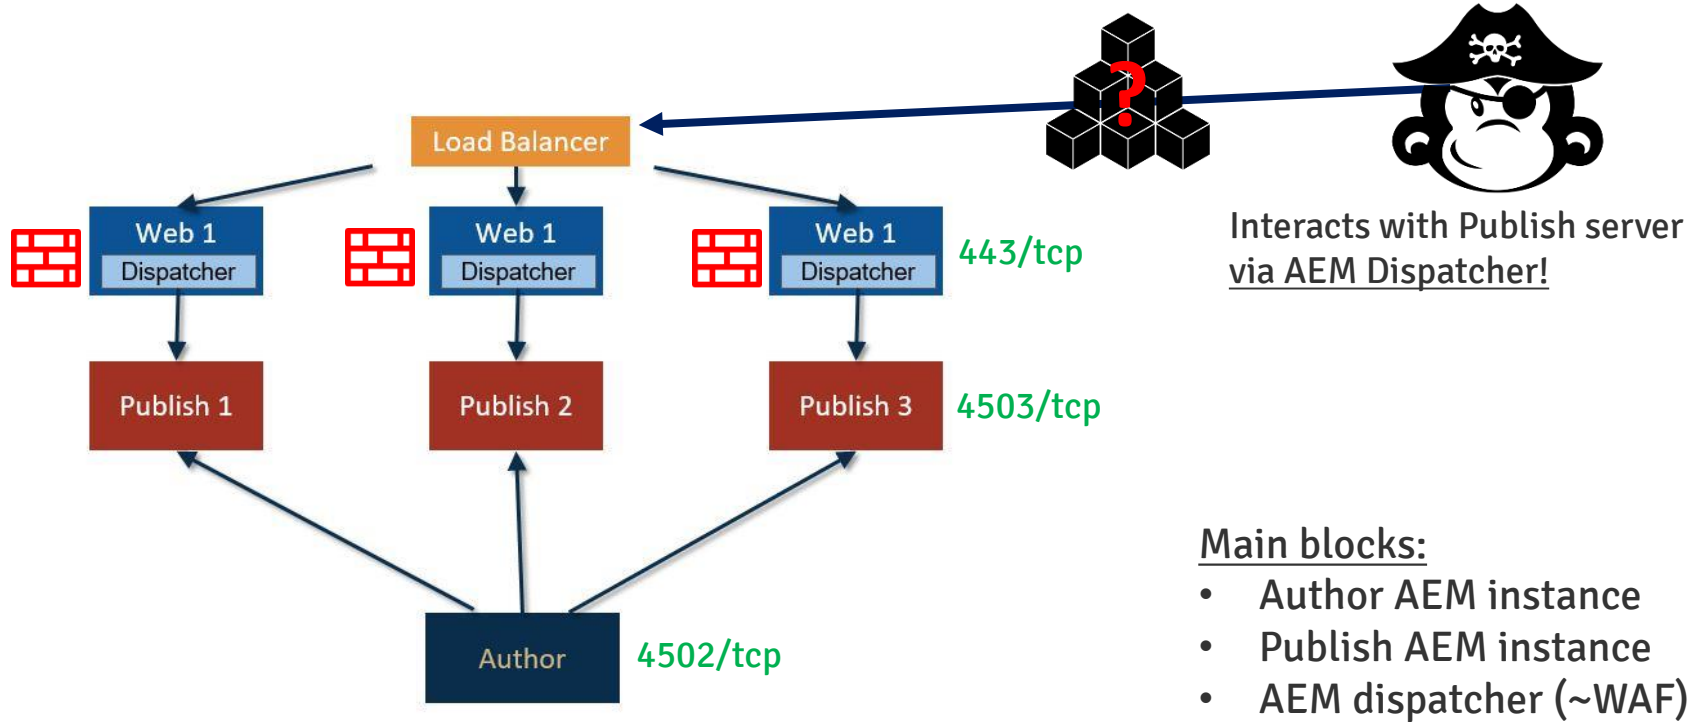 ?
Load Balancer
Web 1
Dispatcher
Web 1
Dispatcher
Web 1
Dispatcher
443/tcp
Interacts with Publish server
via AEM Dispatcher!
Publish 1
Publish 2
Publish 3
4503/tcp
Author
4502/tcp
Main blocks:
• Author AEM instance
• Publish AEM instance
• AEM dispatcher (~WAF)